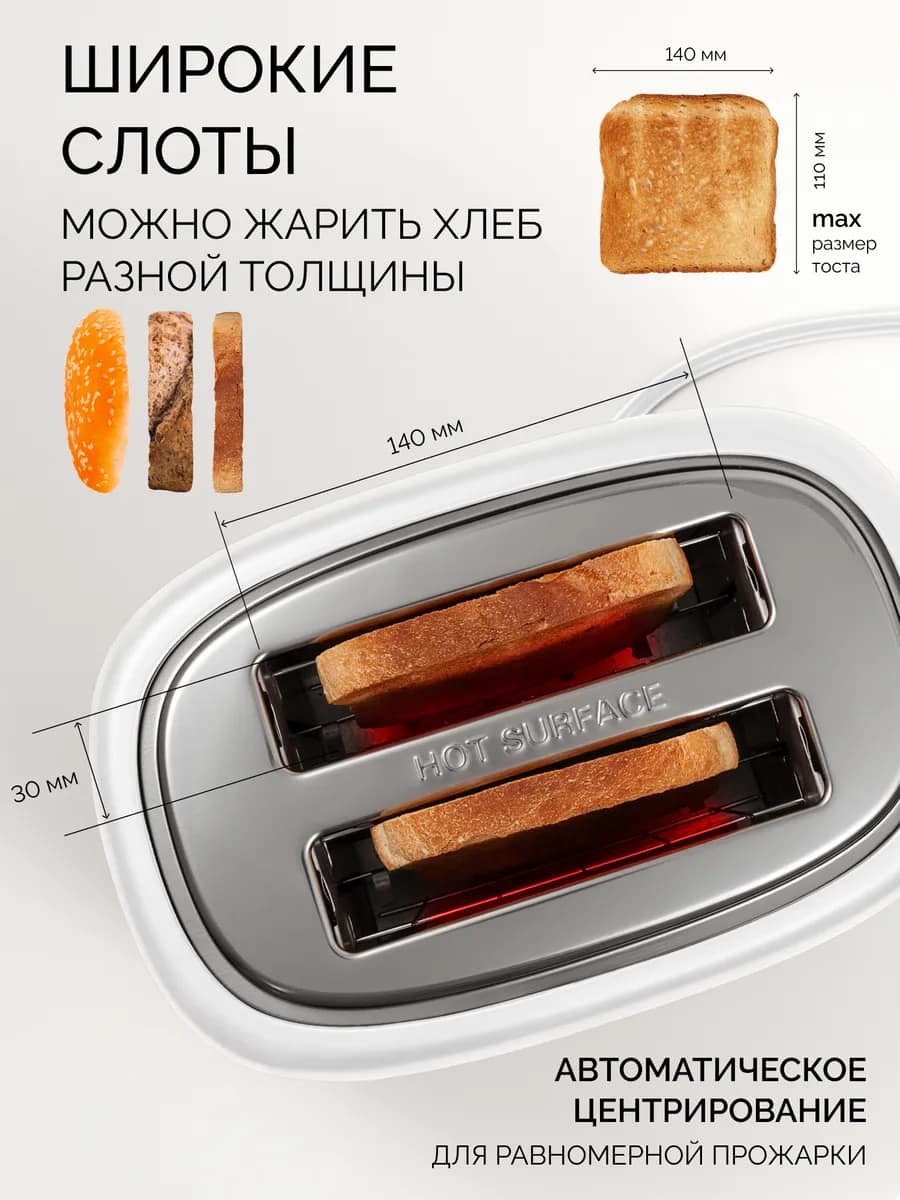 ШИРОКИЕ
СЛОТЫ
МОЖНО ЖАРИТЬ ХЛЕБ
РАЗНОЙ ТОЛЩИНЫ
140 мм
110 мм
max
размер
тоста
140 мм
30 мм
HOT SURFACE
АВТОМАТИЧЕСКОЕ
ЦЕНТРИРОВАНИЕ
ДЛЯ РАВНОМЕРНОЙ ПРОЖАРКИ